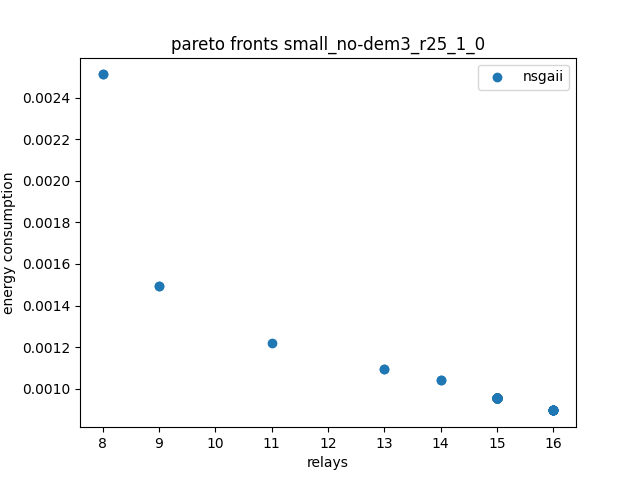 pareto fronts small_no-dem3_r25_1_0
nsgaii
energy consumption
0.0024
0.0022
0.0020
0.0018
0.0016
0.0014
0.0012
0.0010
8 9 10 11 12 13 14 15 16
relays